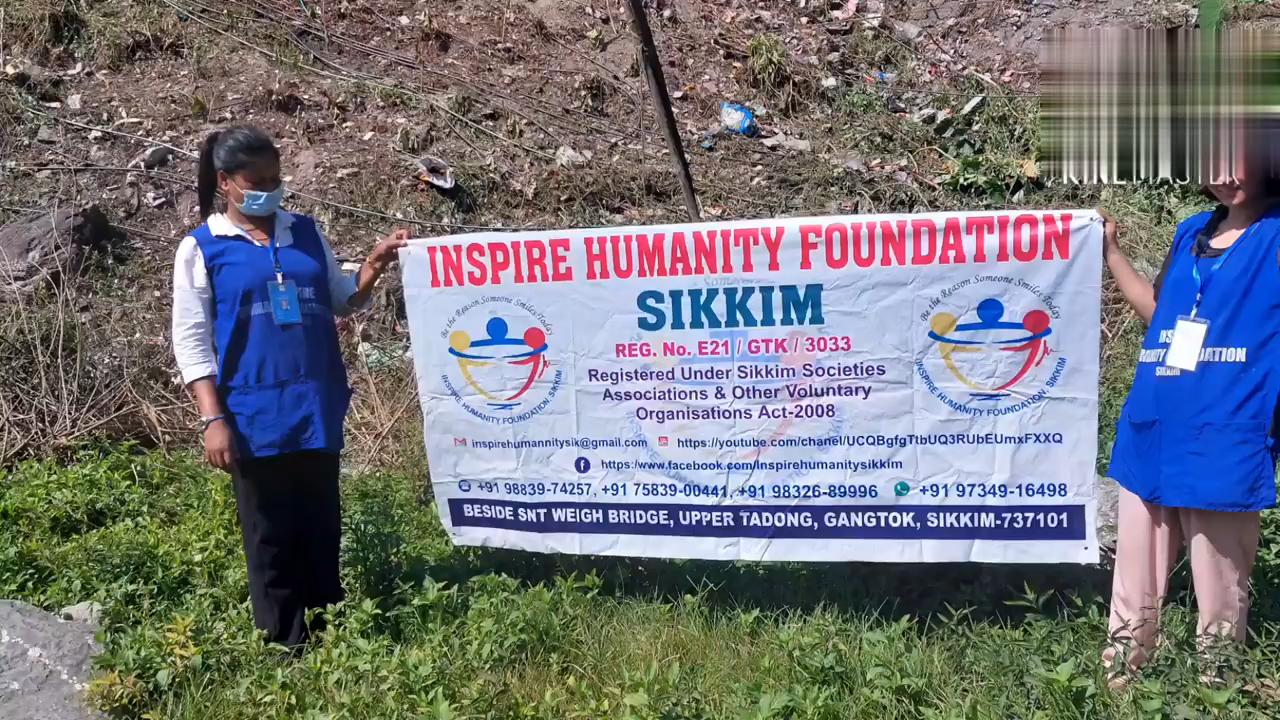 INSPIRE HUMANITY FOUNDATION
SIKKIM
REG. No. E21 / GTK / 3033
Registered Under Sikkim Societies
Associations & Other Voluntary
Organisations Act-2008
Be the Reason Someone Smiles Today
INSPIRE HUMANITY FOUNDATION-SIKKIM
Be the Reason Someone Smiles Today
INSPIRE HUMANITY FOUNDATION-SIKKIM
inspirehumannitysik@gmail.com https://youtube.com/chanel/UCQBgfgTtbUQ3RUbEUmxFXXQ
https:www.facebook.com/Inspirehumanitysikkim
+91 98839-74257, +91 75839-00441, +91 98326-89996 +91 97349-16498
BESIDE SNT WEIGH BRIDGE, UPPER TADONG, GANGTOK, SIKKIM-737101